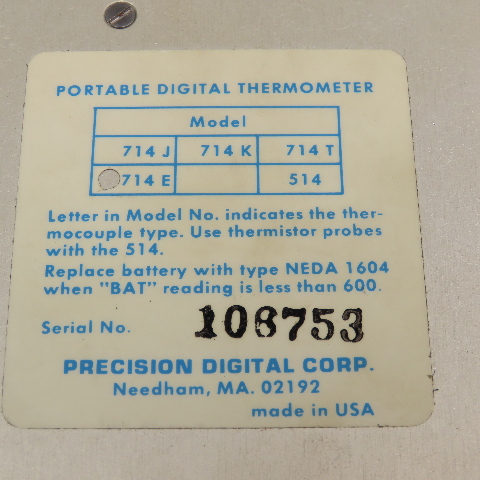 PORTABLE DIGITAL THERMOMETER
Model
714 J 714 K 714 T
714 E 514
Letter in Model No. indicates the ther-
mocouple type. Use thermistor probes
with the 514.
Replace battery with type NEDA 1604
when "BAT" reading is less than 600.
Serial No. 106753
PRECISION DIGITAL CORP.
Needham, MA. 02192
made in USA